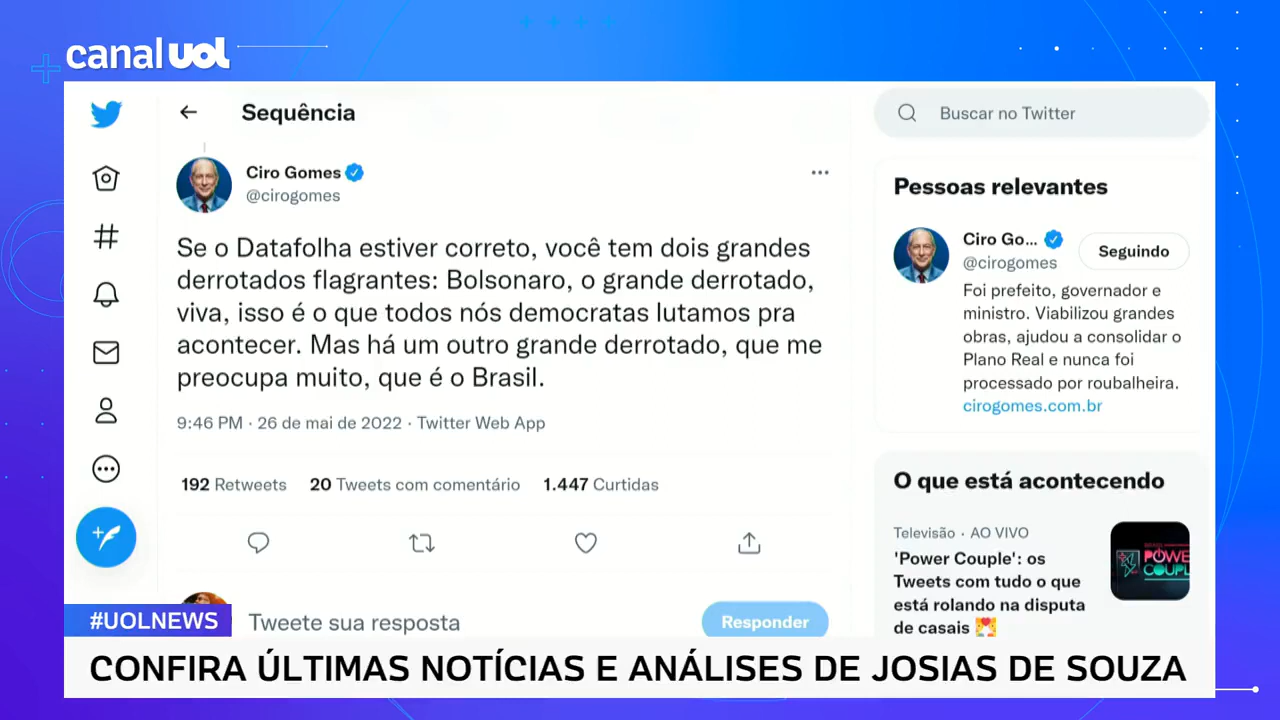 canal UOL
Sequência
Buscar no Twitter
Ciro Gomes
@cirogomes
Se o Datafolha estiver correto, você tem dois grandes
derrotados flagrantes: Bolsonaro, o grande derrotado,
viva, isso é o que todos nós democratas lutamos pra
acontecer. Mas há um outro grande derrotado, que me
preocupa muito, que é o Brasil.
9:46 PM · 26 de mai de 2022 · Twitter Web App
192 Retweets 20 Tweets com comentário 1.447 Curtidas
Tweete sua resposta
Responder
Pessoas relevantes
Ciro Go...
@cirogomes
Seguindo
Foi prefeito, governador e
ministro. Viabilizou grandes
obras, ajudou a consolidar o
Plano Real e nunca foi
processado por roubalheira.
cirogomes.com.br
O que está acontecendo
Televisão · AO VIVO
'Power Couple': os
Tweets com tudo o que
está rolando na disputa
de casais
POWE
COUPL
#UOLNEWS
CONFIRA ÚLTIMAS NOTÍCIAS E ANÁLISES DE JOSIAS DE SOUZA